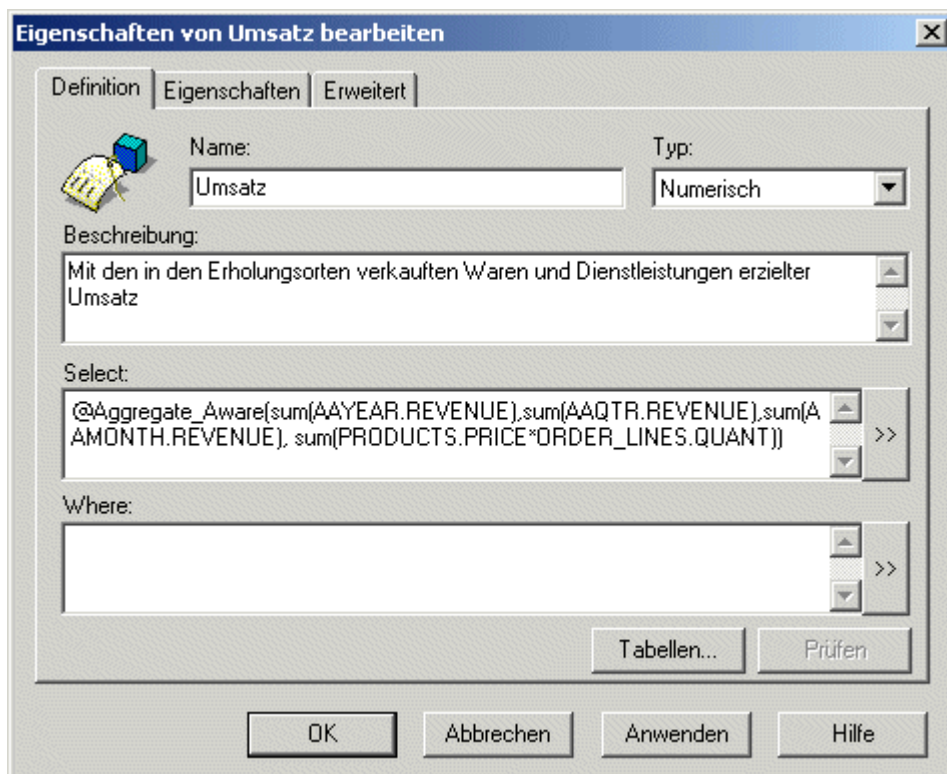 Eigenschaften von Umsatz bearbeiten
Definition Eigenschaften Erweitert
Name: Typ:
Umsatz Numerisch
Beschreibung:
Mit den in den Erholungsorten verkauften Waren und Dienstleistungen erzielter
Umsatz
Select:
@Aggregate_Aware(sum(AAYEAR.REVENUE),sum(AAQTR.REVENUE),sum(A
AMONTH.REVENUE), sum(PRODUCTS.PRICE*ORDER_LINES.QUANT))
>>
Where:
>>
Tabellen... Prüfen
OK Abbrechen Anwenden Hilfe